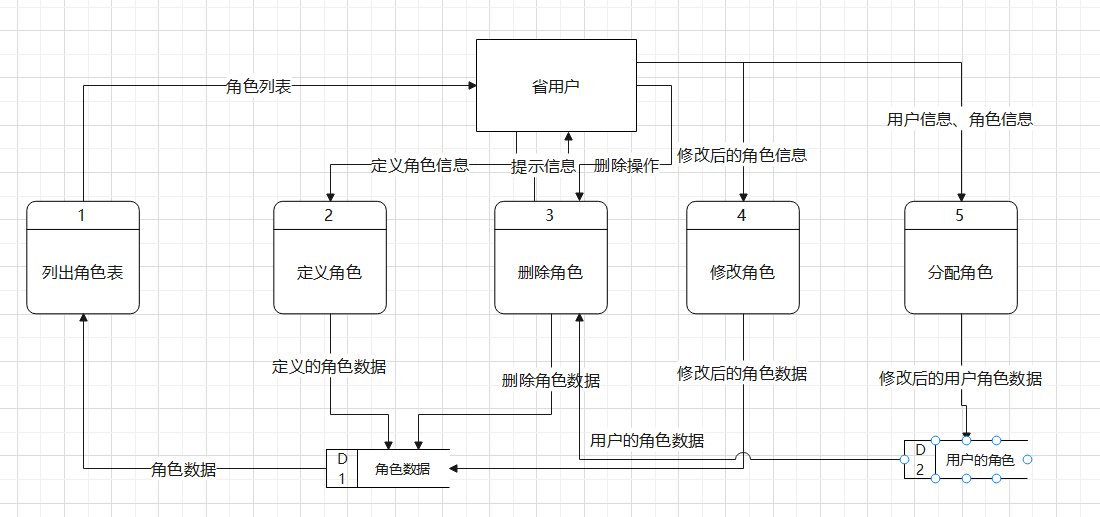 省用户
角色列表
用户信息、角色信息
定义角色信息
提示信息
删除操作
修改后的角色信息
1
列出角色表
2
定义角色
3
删除角色
4
修改角色
5
分配角色
定义的角色数据
删除角色数据
修改后的角色数据
修改后的用户角色数据
用户的角色数据
角色数据
D
1
角色数据
D
2
用户的角色